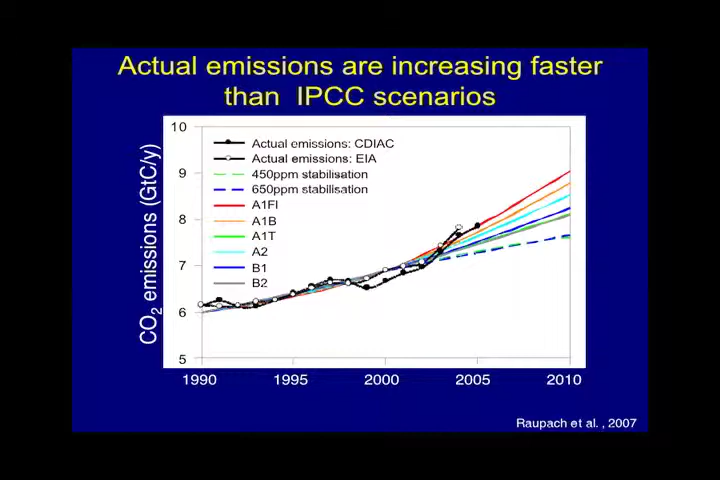 Actual emissions are increasing faster
than IPCC scenarios
CO2 emissions (GtC/y)
10
9
8
7
6
5
Actual emissions: CDIAC
Actual emissions: EIA
450ppm stabilisation
650ppm stabilisation
A1FI
A1B
A1T
A2
B1
B2
1990 1995 2000 2005 2010
Raupach et al. , 2007